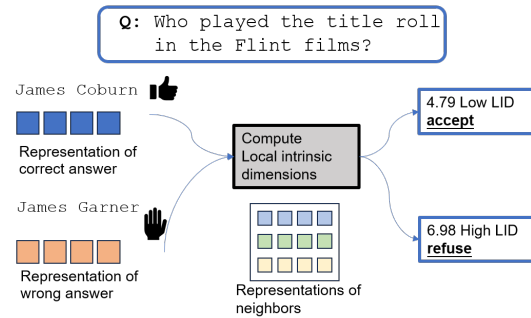 Q: Who played the title roll
in the Flint films?
James Coburn
Representation of
correct answer
James Garner
Representation of
wrong answer
Compute
Local intrinsic
dimensions
Representations of
neighbors
4.79 Low LID
accept
6.98 High LID
refuse